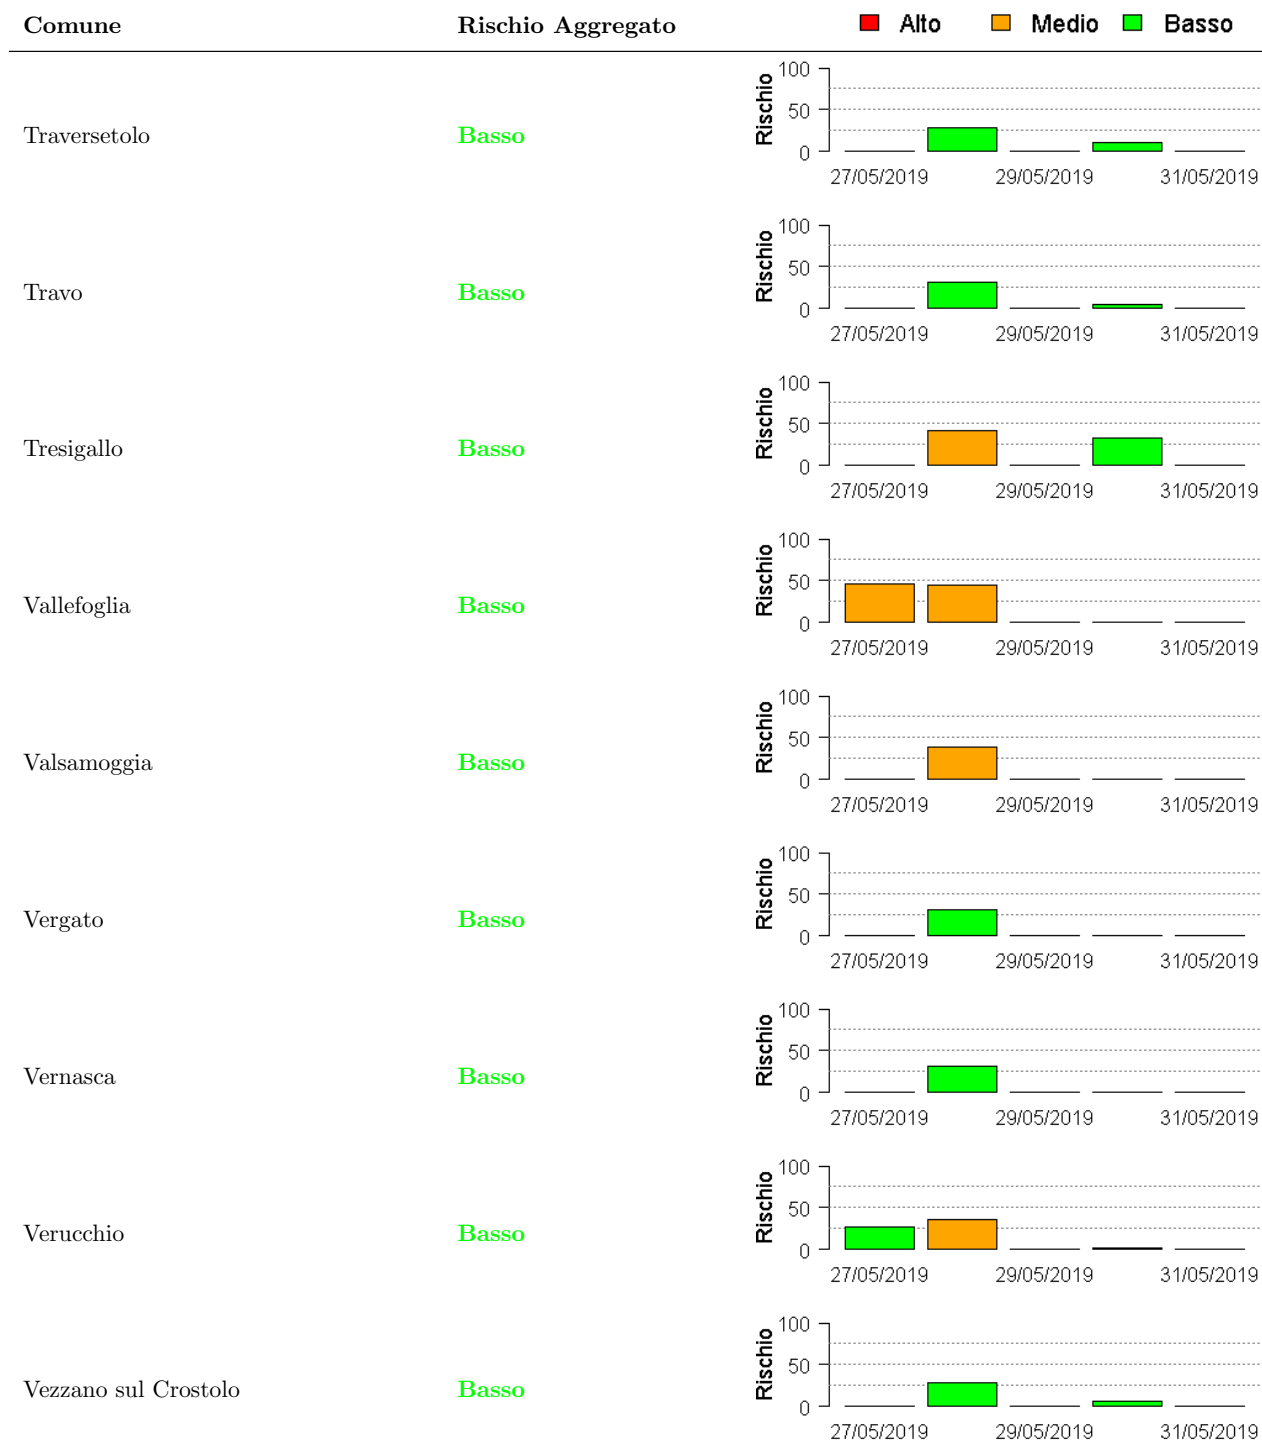 Comune Rischio Aggregato Alto Medio Basso
Traversetolo Basso Rischio 0 50 100
27/05/2019 29/05/2019 31/05/2019
Travo Basso Rischio 0 50 100
27/05/2019 29/05/2019 31/05/2019
Tresigallo Basso Rischio 0 50 100
27/05/2019 29/05/2019 31/05/2019
Vallefoglia Basso Rischio 0 50 100
27/05/2019 29/05/2019 31/05/2019
Valsamoggia Basso Rischio 0 50 100
27/05/2019 29/05/2019 31/05/2019
Vergato Basso Rischio 0 50 100
27/05/2019 29/05/2019 31/05/2019
Vernasca Basso Rischio 0 50 100
27/05/2019 29/05/2019 31/05/2019
Verucchio Basso Rischio 0 50 100
27/05/2019 29/05/2019 31/05/2019
Vezzano sul Crostolo Basso Rischio 0 50 100
27/05/2019 29/05/2019 31/05/2019